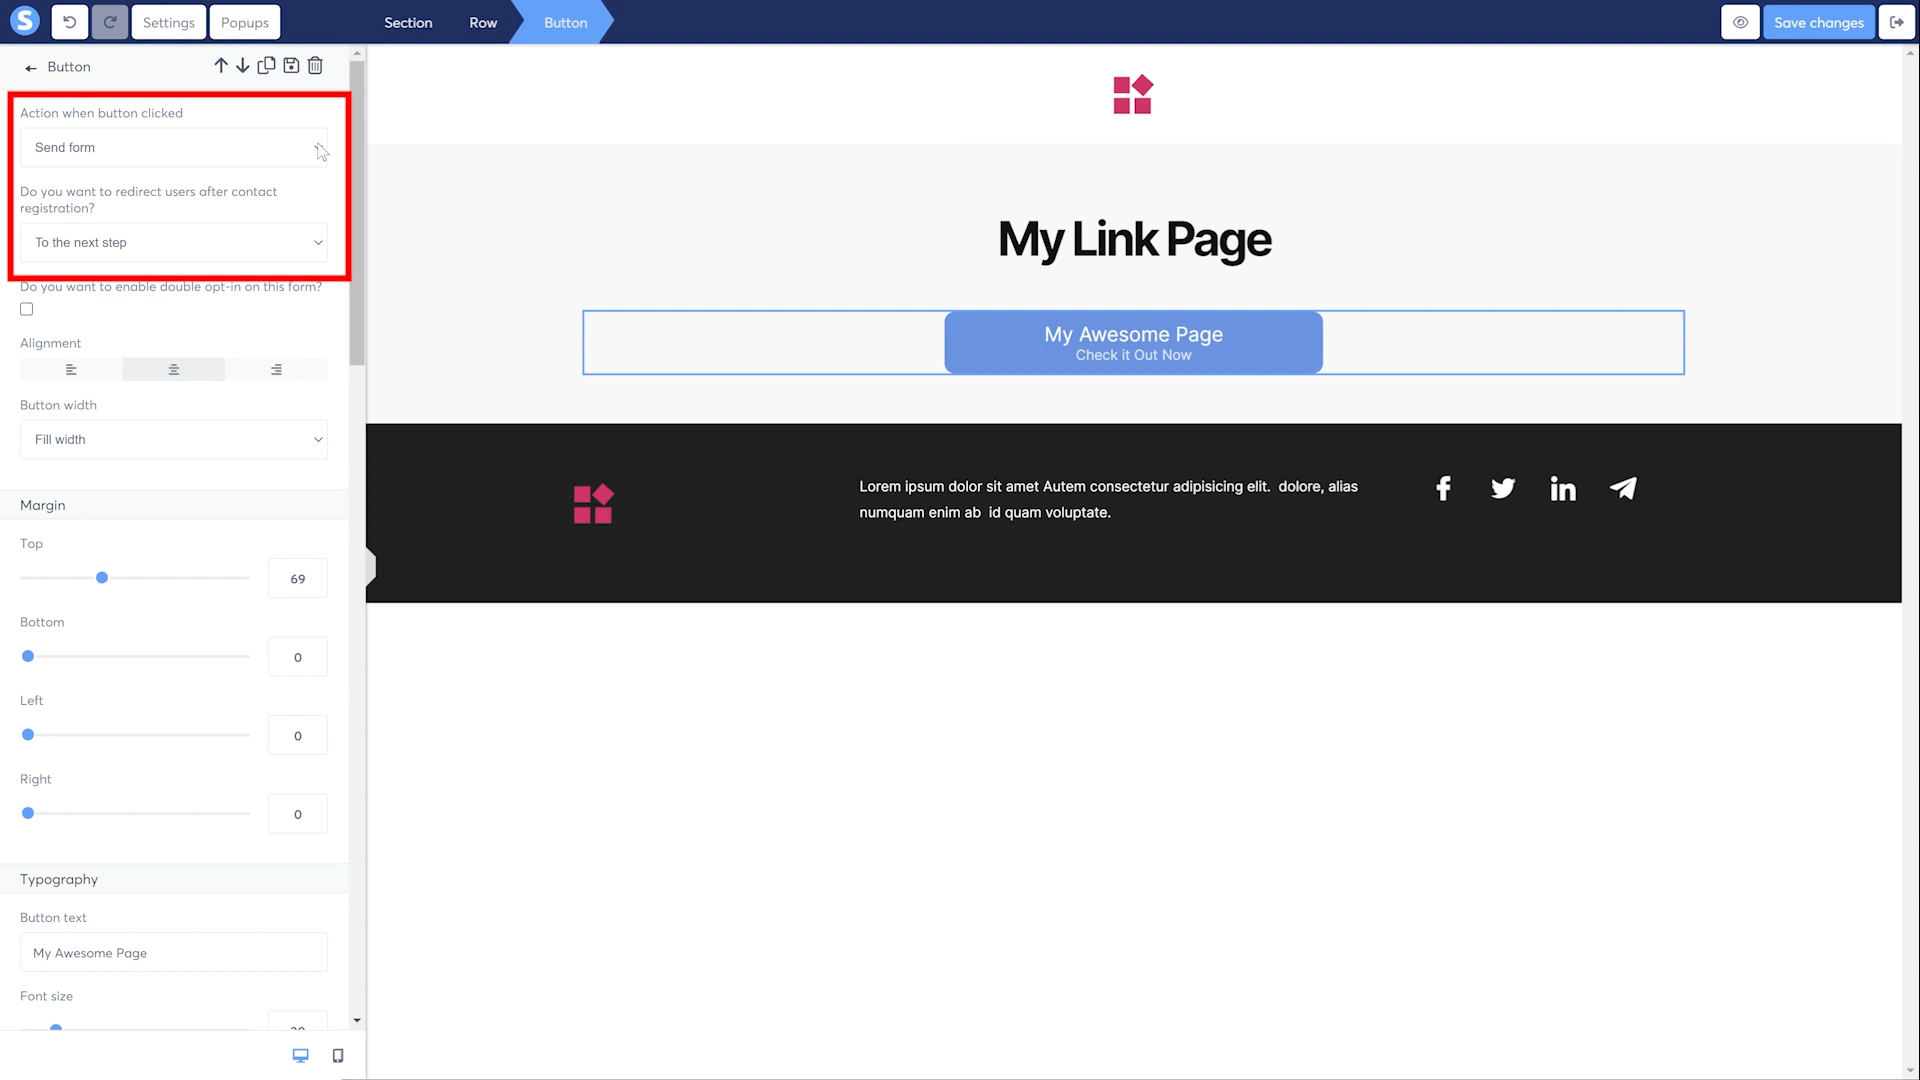 S
Settings
Popups
Section
Row
Button
Save changes
Button
Action when button clicked
Send form
Do you want to redirect users after contact
registration?
To the next step
Do you want to enable double opt-in on this form?
Alignment
Button width
Fill width
Margin
Top
69
Bottom
0
Left
0
Right
0
Typography
Button text
My Awesome Page
Font size
My Link Page
My Awesome Page
Check it Out Now
Lorem ipsum dolor sit amet Autem consectetur adipisicing elit.  dolore, alias
numquam enim ab  id quam voluptate.